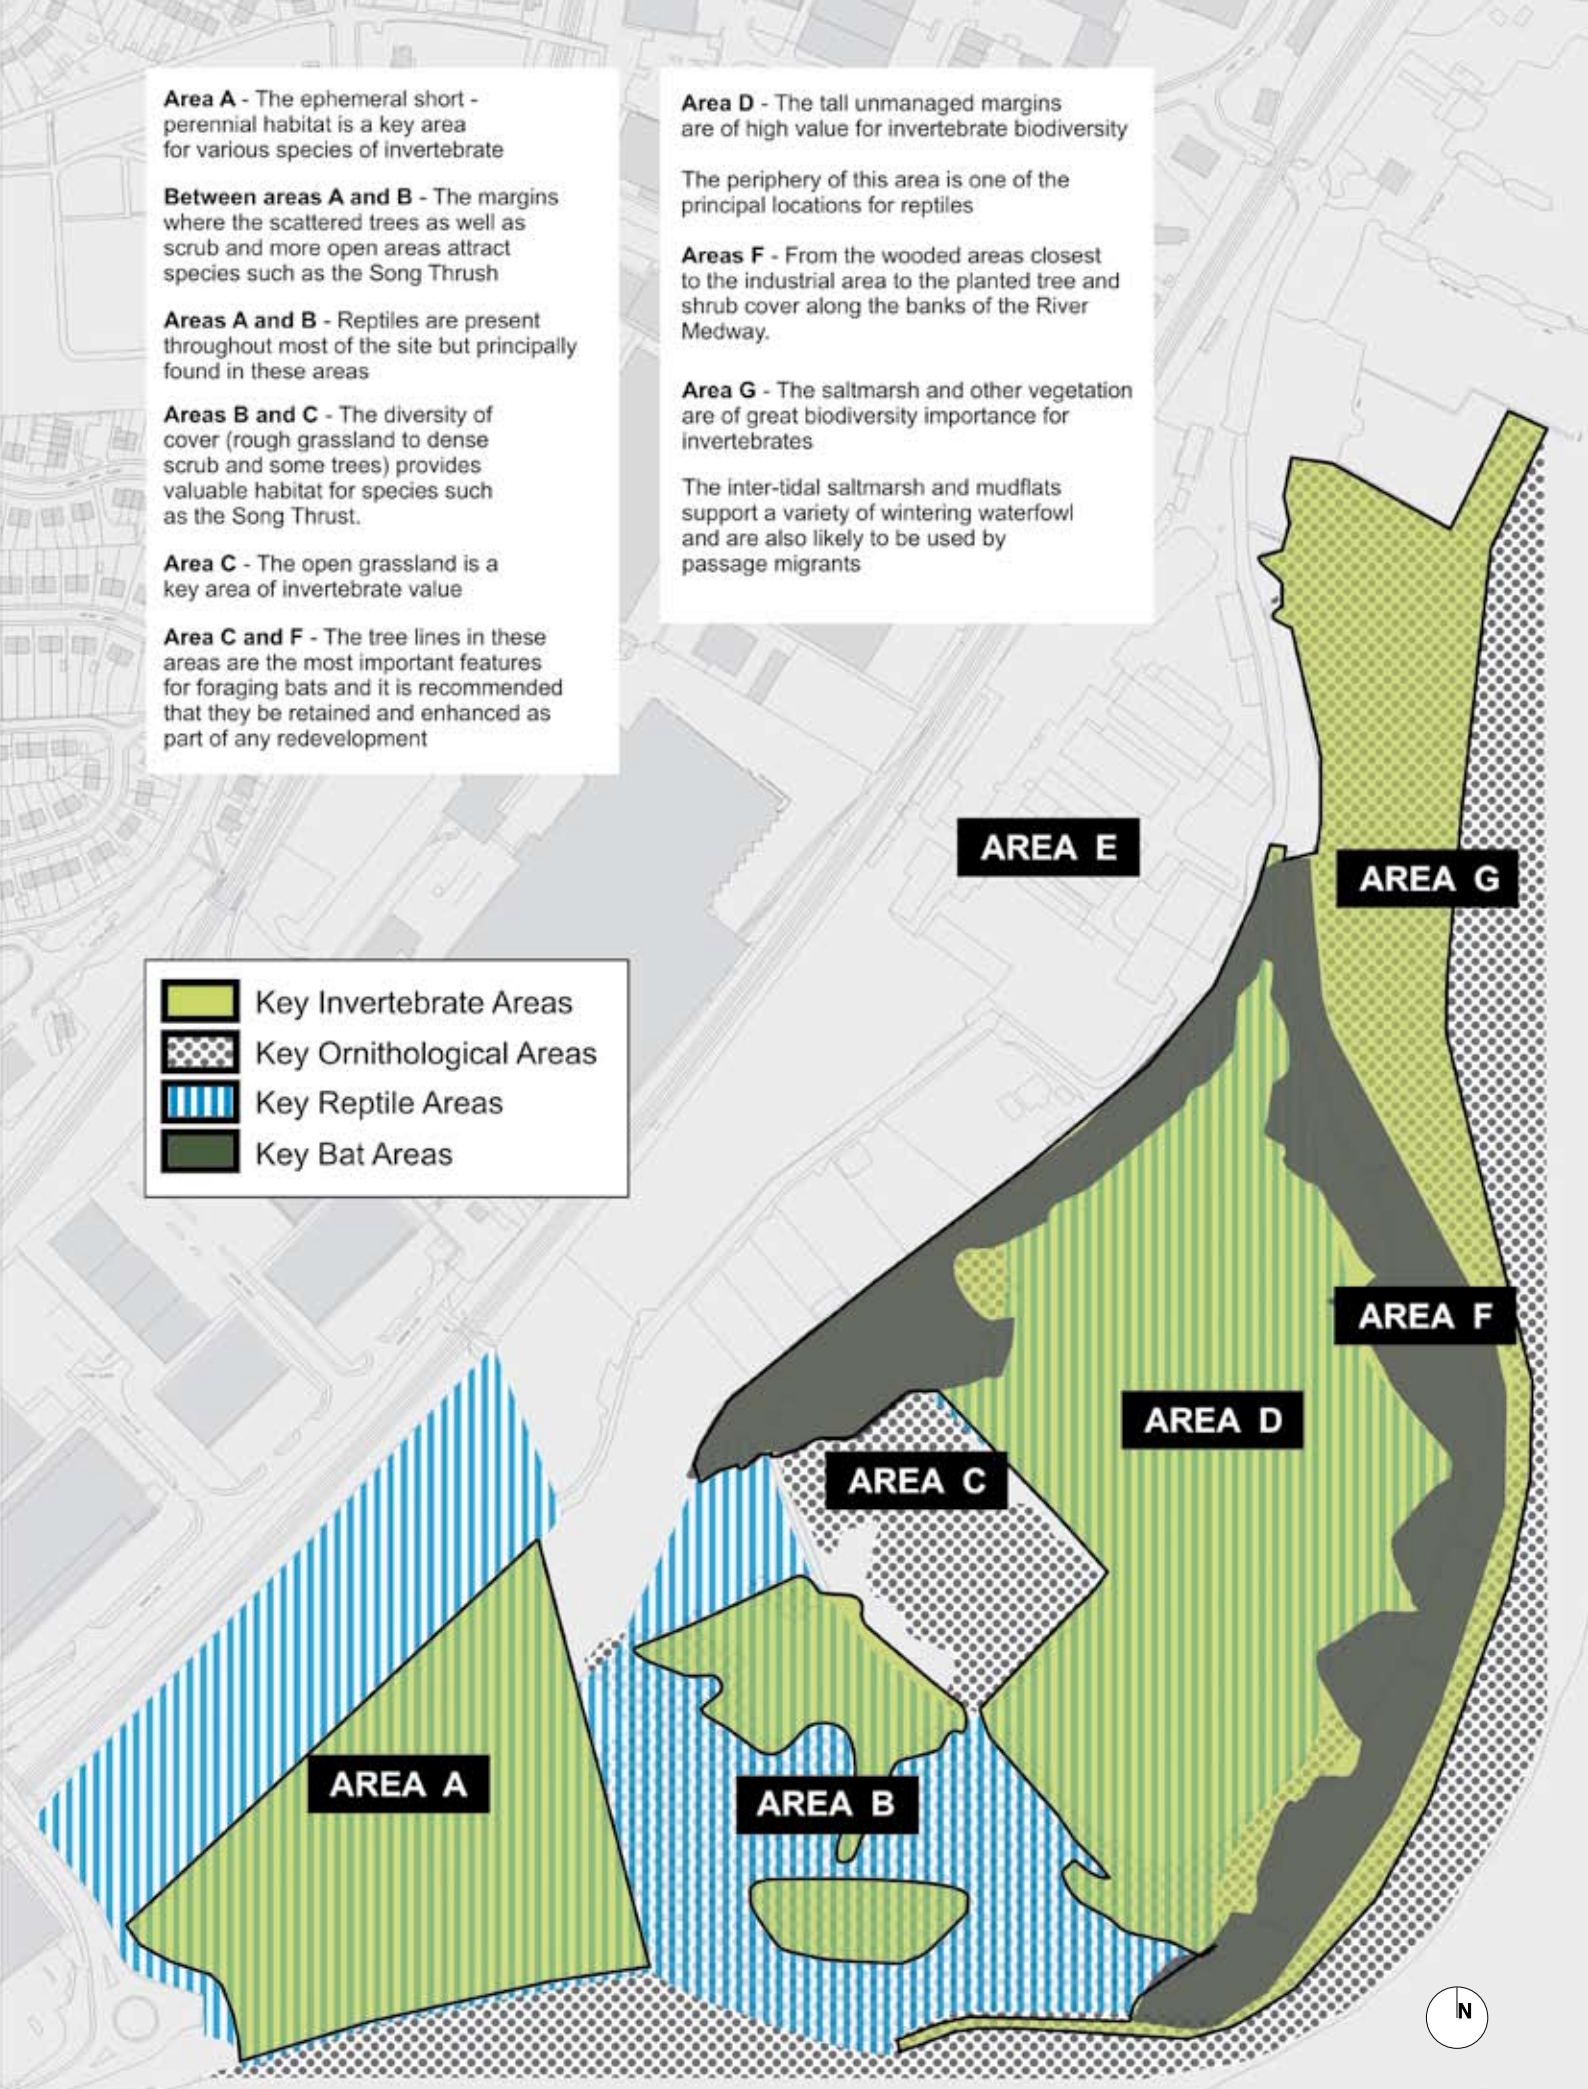 Area A - The ephemeral short -
perennial habitat is a key area
for various species of invertebrate
Between areas A and B - The margins
where the scattered trees as well as
scrub and more open areas attract
species such as the Song Thrush
Areas A and B - Reptiles are present
throughout most of the site but principally
found in these areas
Areas B and C - The diversity of
cover (rough grassland to dense
scrub and some trees) provides
valuable habitat for species such
as the Song Thrust.
Area C - The open grassland is a
key area of invertebrate value
Area C and F - The tree lines in these
areas are the most important features
for foraging bats and it is recommended
that they be retained and enhanced as
part of any redevelopment
Area D - The tall unmanaged margins
are of high value for invertebrate biodiversity
The periphery of this area is one of the
principal locations for reptiles
Areas F - From the wooded areas closest
to the industrial area to the planted tree and
shrub cover along the banks of the River
Medway.
Area G - The saltmarsh and other vegetation
are of great biodiversity importance for
invertebrates
The inter-tidal saltmarsh and mudflats
support a variety of wintering waterfowl
and are also likely to be used by
passage migrants
AREA E
AREA G
Key Invertebrate Areas
Key Ornithological Areas
Key Reptile Areas
Key Bat Areas
AREA F
AREA D
AREA C
AREA A
AREA B
N